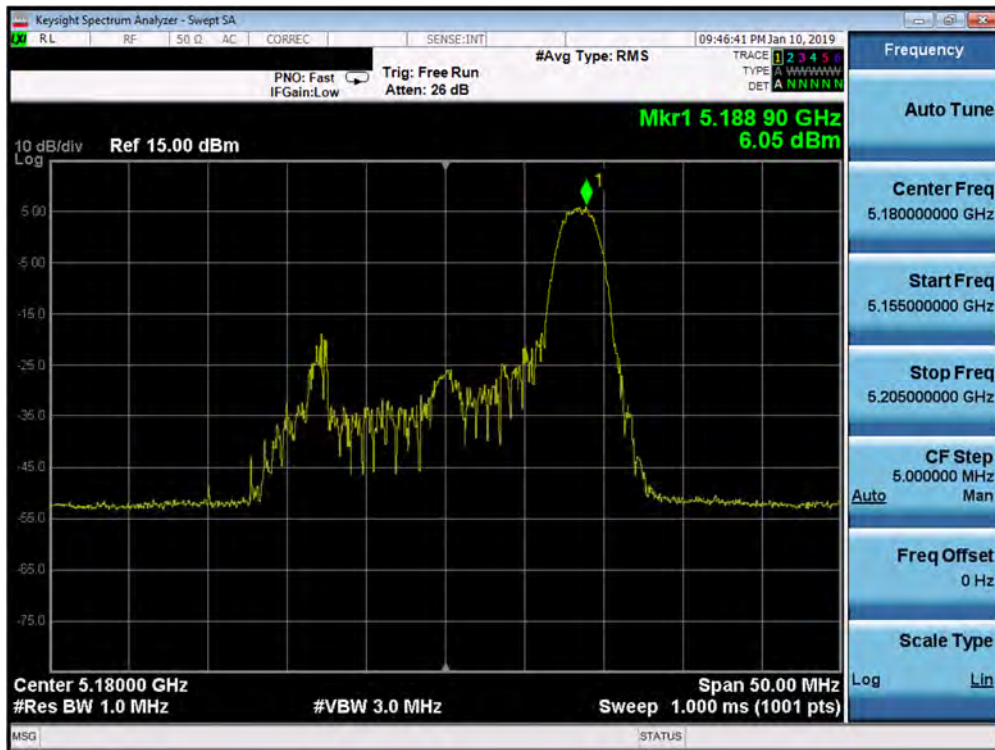 Keysight Spectrum Analyzer - Swept SA
LXI RL RF 50 Ω AC CORREC SENSE:INT 09:46:41 PM Jan 10, 2019
#Avg Type: RMS
TRACE 1 2 3 4 5 6
PNO: Fast Trig: Free Run
TYPE A WWWWW
IFGain:Low Atten: 26 dB
DET A N N N N N
Mkr1 5.188 90 GHz
6.05 dBm
10 dB/div Ref 15.00 dBm
Log
1
5.00
-5.00
-15.0
-25.0
-35.0
-45.0
-55.0
-65.0
-75.0
Center 5.18000 GHz Span 50.00 MHz
#Res BW 1.0 MHz #VBW 3.0 MHz Sweep 1.000 ms (1001 pts)
MSG STATUS
Frequency
Auto Tune
Center Freq
5.180000000 GHz
Start Freq
5.155000000 GHz
Stop Freq
5.205000000 GHz
CF Step
5.000000 MHz
Auto Man
Freq Offset
0 Hz
Scale Type
Log Lin